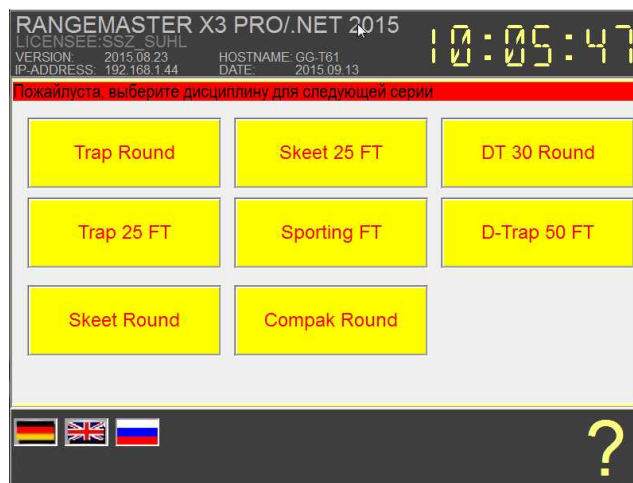 RANGEMASTER X3 PRO/.NET 2015
LICENSEE:SSZ_SUHL
VERSION: 2015.08.23 HOSTNAME: GG-T61
IP-ADDRESS: 192.168.1.44 DATE: 2015.09.13
10:05:47
Пожалуйста, выберите дисциплину для следующей серии
Trap Round Skeet 25 FT DT 30 Round
Trap 25 FT Sporting FT D-Trap 50 FT
Skeet Round Compak Round
?